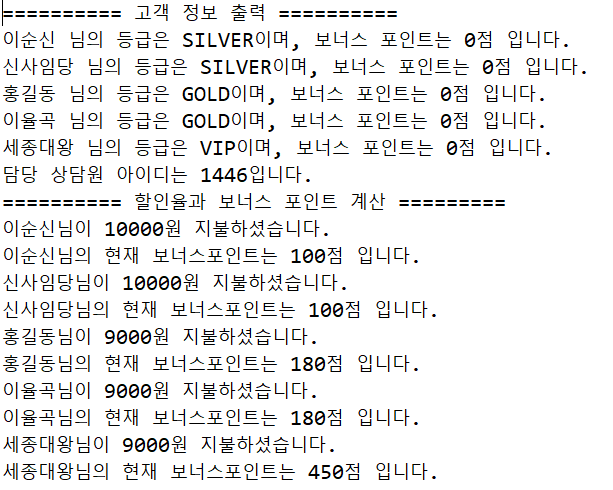 ========== 고객 정보 출력 ==========
이순신 님의 등급은 SILVER이며, 보너스 포인트는 0점 입니다.
신사임당 님의 등급은 SILVER이며, 보너스 포인트는 0점 입니다.
홍길동 님의 등급은 GOLD이며, 보너스 포인트는 0점 입니다.
이율곡 님의 등급은 GOLD이며, 보너스 포인트는 0점 입니다.
세종대왕 님의 등급은 VIP이며, 보너스 포인트는 0점 입니다.
담당 상담원 아이디는 1446입니다.
========== 할인율과 보너스 포인트 계산 =========
이순신님이 10000원 지불하셨습니다.
이순신님의 현재 보너스포인트는 100점 입니다.
신사임당님이 10000원 지불하셨습니다.
신사임당님의 현재 보너스포인트는 100점 입니다.
홍길동님이 9000원 지불하셨습니다.
홍길동님의 현재 보너스포인트는 180점 입니다.
이율곡님이 9000원 지불하셨습니다.
이율곡님의 현재 보너스포인트는 180점 입니다.
세종대왕님이 9000원 지불하셨습니다.
세종대왕님의 현재 보너스포인트는 450점 입니다.